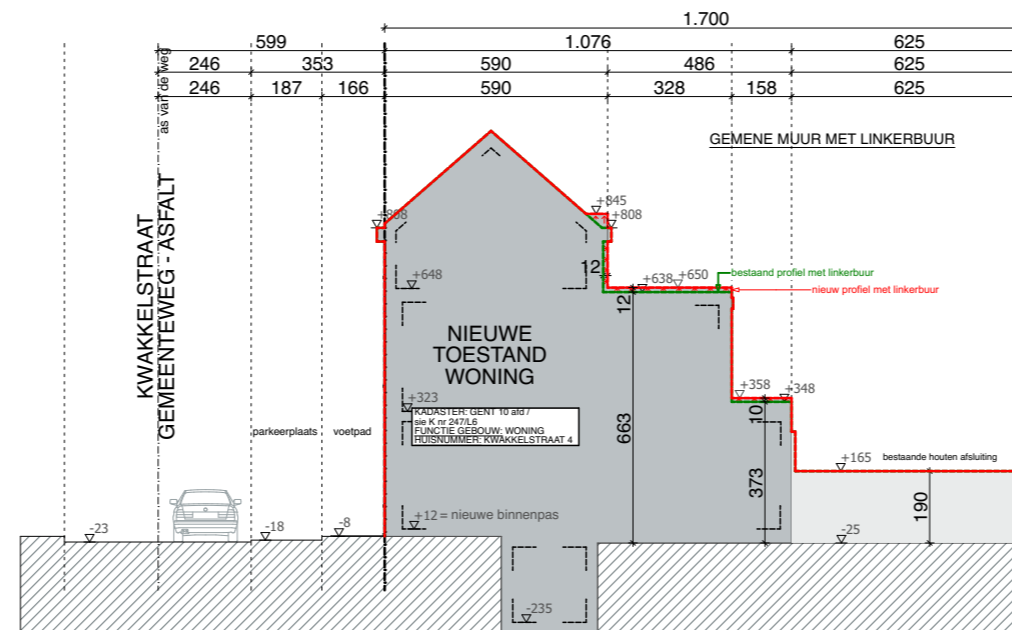 1.700
599
1.076
625
246
353
590
486
625
246
187
166
590
328
158
625
as van de weg
GEMENE MUUR MET LINKERBUUR
KWAKKELSTRAAT
GEMEENTEWEG - ASFALT
+808
+845
+808
12
+648
+638
+650
bestaand profiel met linkerbuur
nieuw profiel met linkerbuur
12
NIEUWE
TOESTAND
WONING
+323
+358
+348
10
KADASTER: GENT 10 afd /
sie K nr 247/L6
FUNCTIE GEBOUW: WONING
HUISNUMMER: KWAKKELSTRAAT 4
parkeerplaats
voetpad
663
373
+165
bestaande houten afsluiting
190
+12 = nieuwe binnenpas
-23
-18
-8
-25
-235